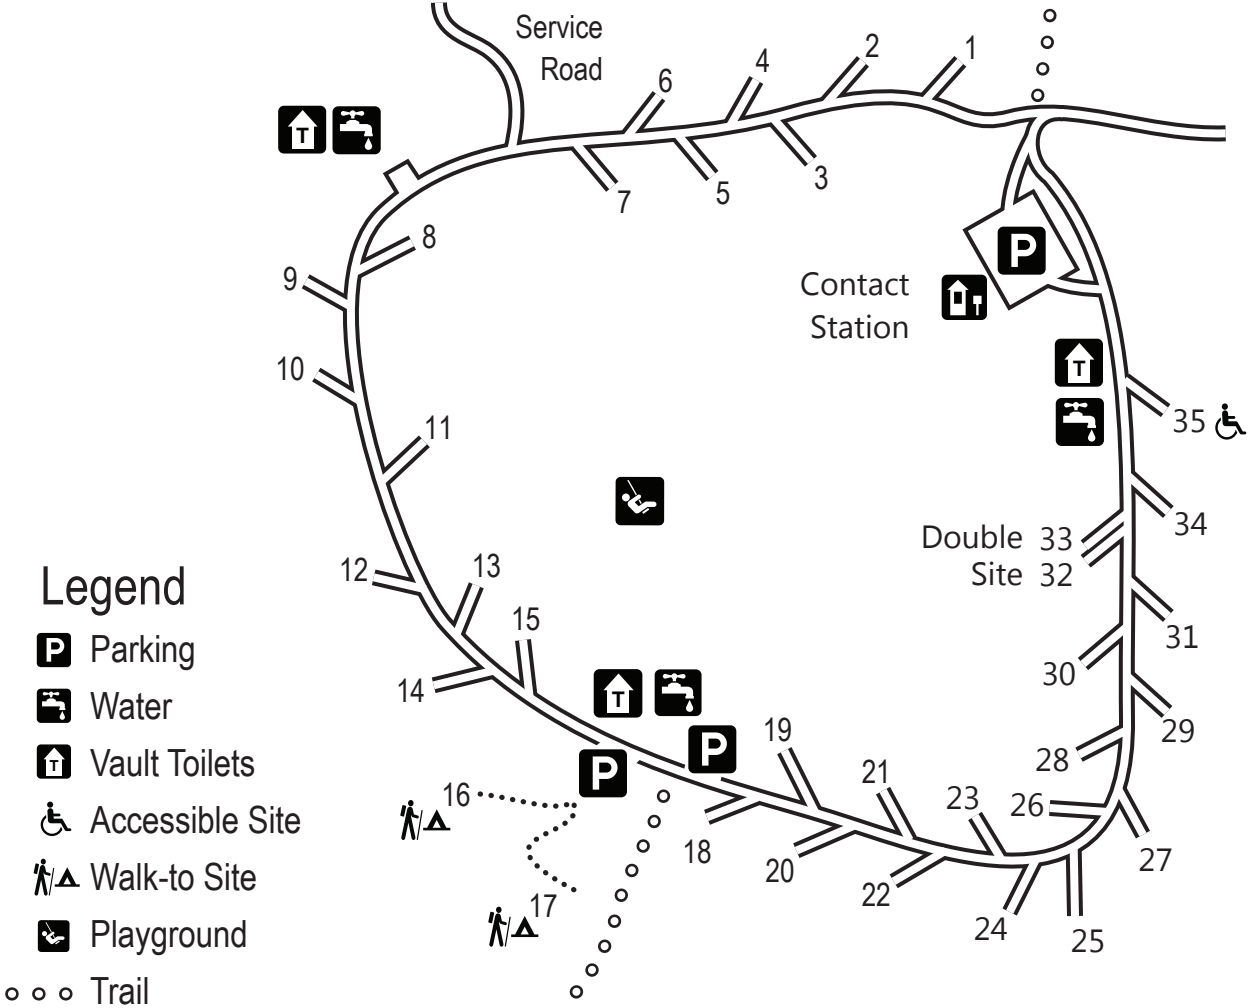 Service
Road
1
2
4
6
3
5
7
T
8
9
P
Contact
Station
T
10
35
11
34
Double 33
Site 32
12
13
31
15
30
14
T
29
19
P
28
P
21
16
23
26
18
27
20
22
17
24
25
Legend
P Parking
Water
T Vault Toilets
Accessible Site
Walk-to Site
Playground
Trail